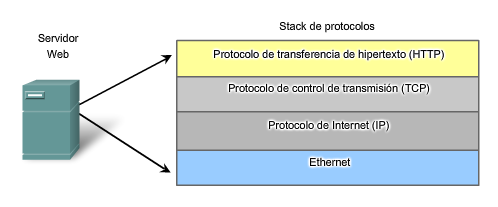 Stack de protocolos
Servidor
Web
Protocolo de transferencia de hipertexto (HTTP)
Protocolo de control de transmisión (TCP)
Protocolo de Internet (IP)
Ethernet